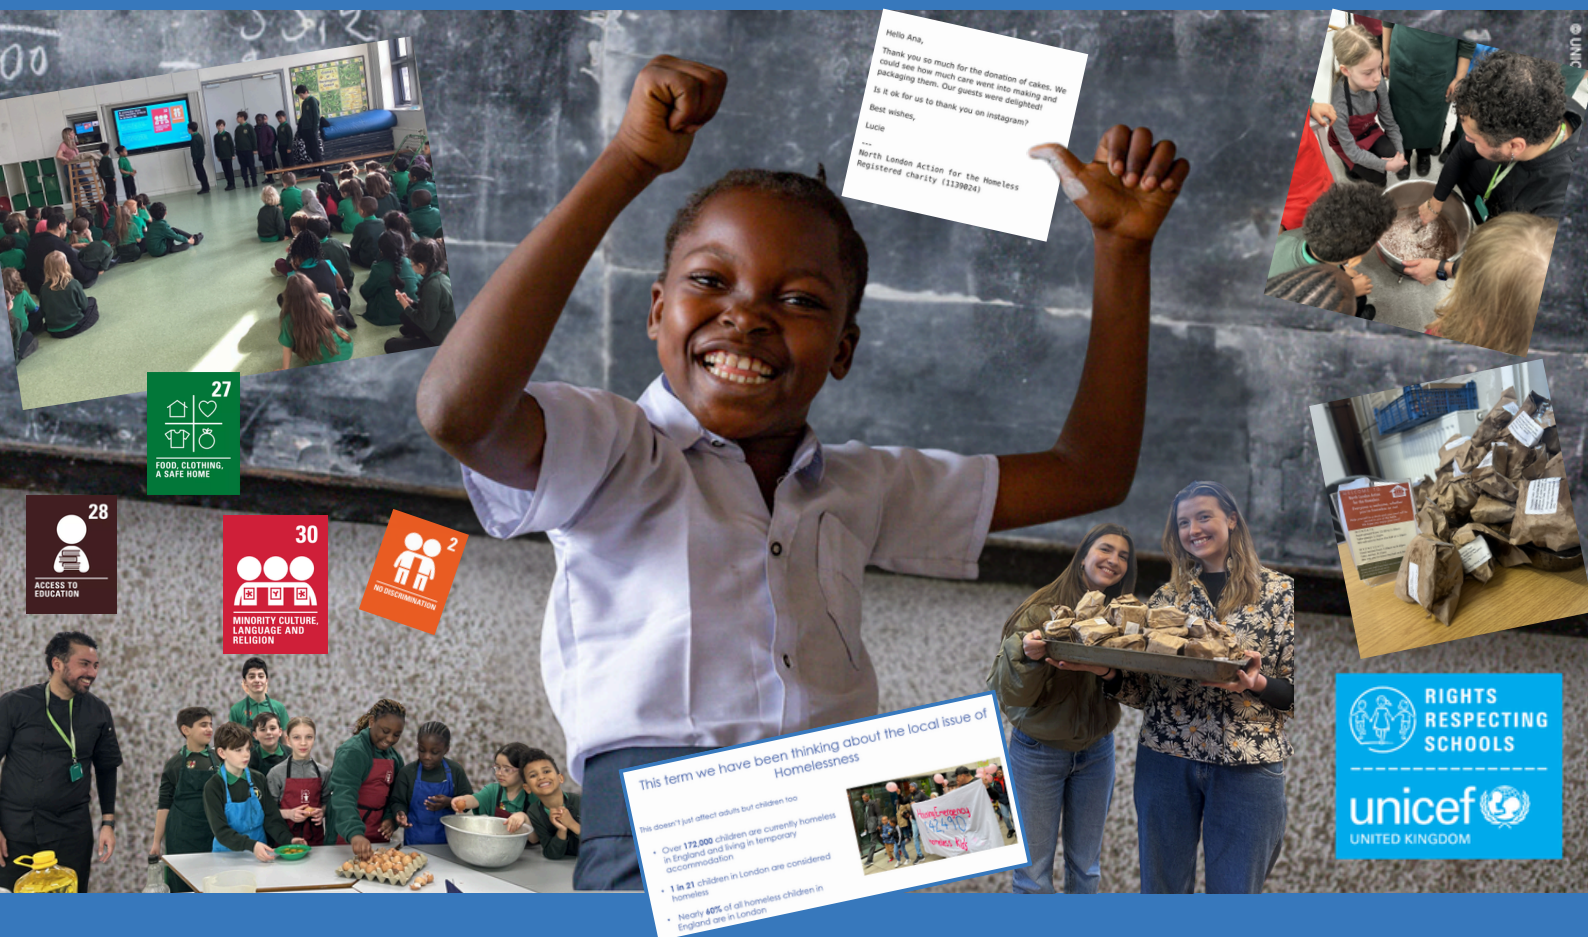 © UNIC
Hello Ana,
Thank you so much for the donation of cakes. We
could see how much care went into making and
packaging them. Our guests were delighted!
Is it ok for us to thank you on instagram?
Best wishes,
Lucie
---
North London Action for the Homeless
Registered charity (1139024)
27
FOOD, CLOTHING,
A SAFE HOME
28
ACCESS TO
EDUCATION
30
MINORITY CULTURE,
LANGUAGE AND
RELIGION
2
NO DISCRIMINATION
This term we have been thinking about the local issue of
Homelessness
This doesn't just affect adults but children too
• Over 172,000 children are currently homeless
in England and living in temporary
accommodation
• 1 in 21 children in London are considered
homeless
• Nearly 60% of all homeless children in
England are in London
Housing Emergency
homeless kids
RIGHTS
RESPECTING
SCHOOLS
unicef
UNITED KINGDOM